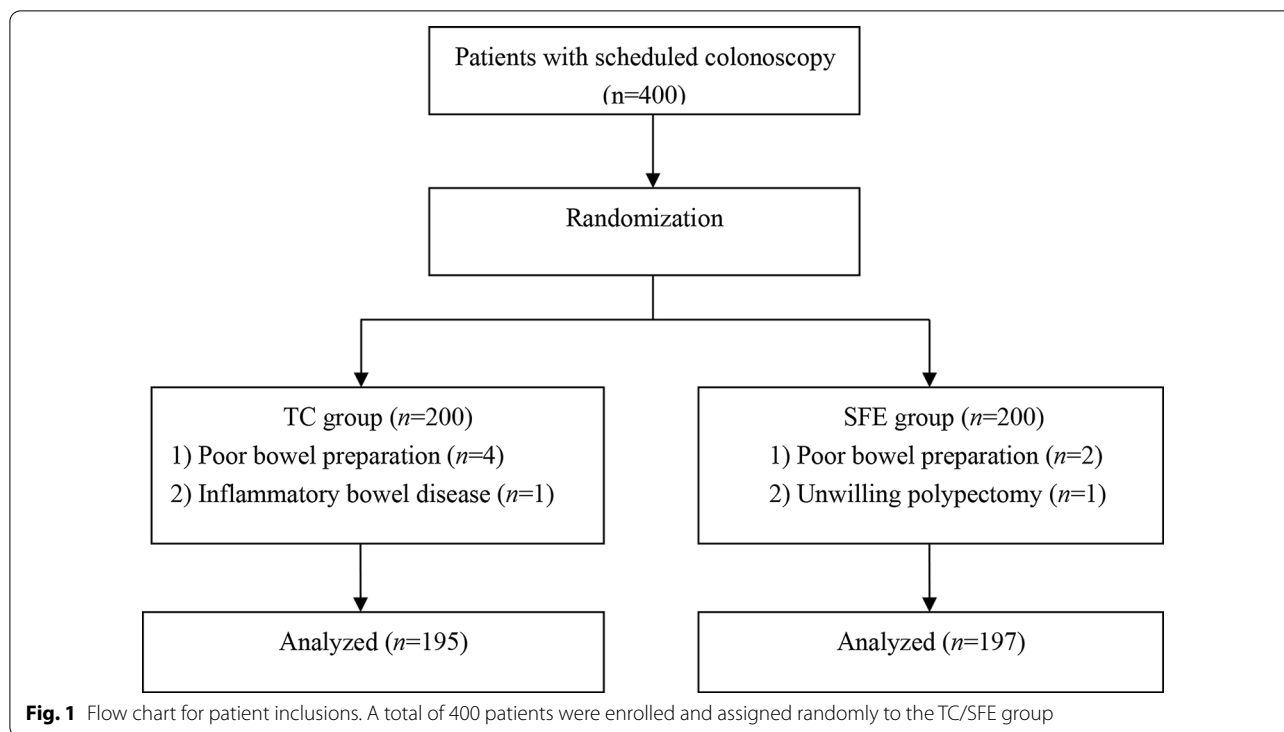 Patients with scheduled colonoscopy
(n=400)
Randomization
TC group (n=200)
1) Poor bowel preparation (n=4)
2) Inflammatory bowel disease (n=1)
SFE group (n=200)
1) Poor bowel preparation (n=2)
2) Unwilling polypectomy (n=1)
Analyzed (n=195)
Analyzed (n=197)
Fig. 1 Flow chart for patient inclusions. A total of 400 patients were enrolled and assigned randomly to the TC/SFE group